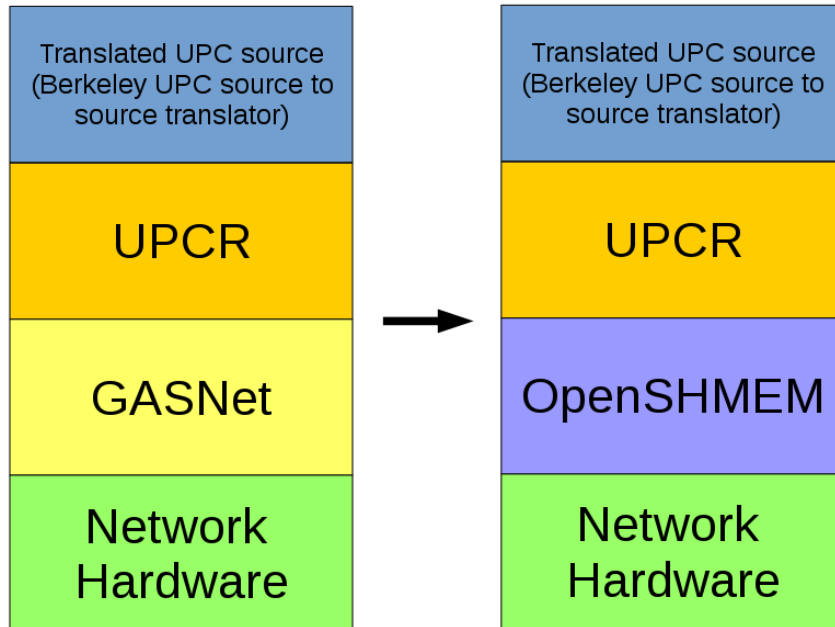 Translated UPC source
(Berkeley UPC source to
source translator)
UPCR
GASNet
Network
Hardware
Translated UPC source
(Berkeley UPC source to
source translator)
UPCR
OpenSHMEM
Network
Hardware